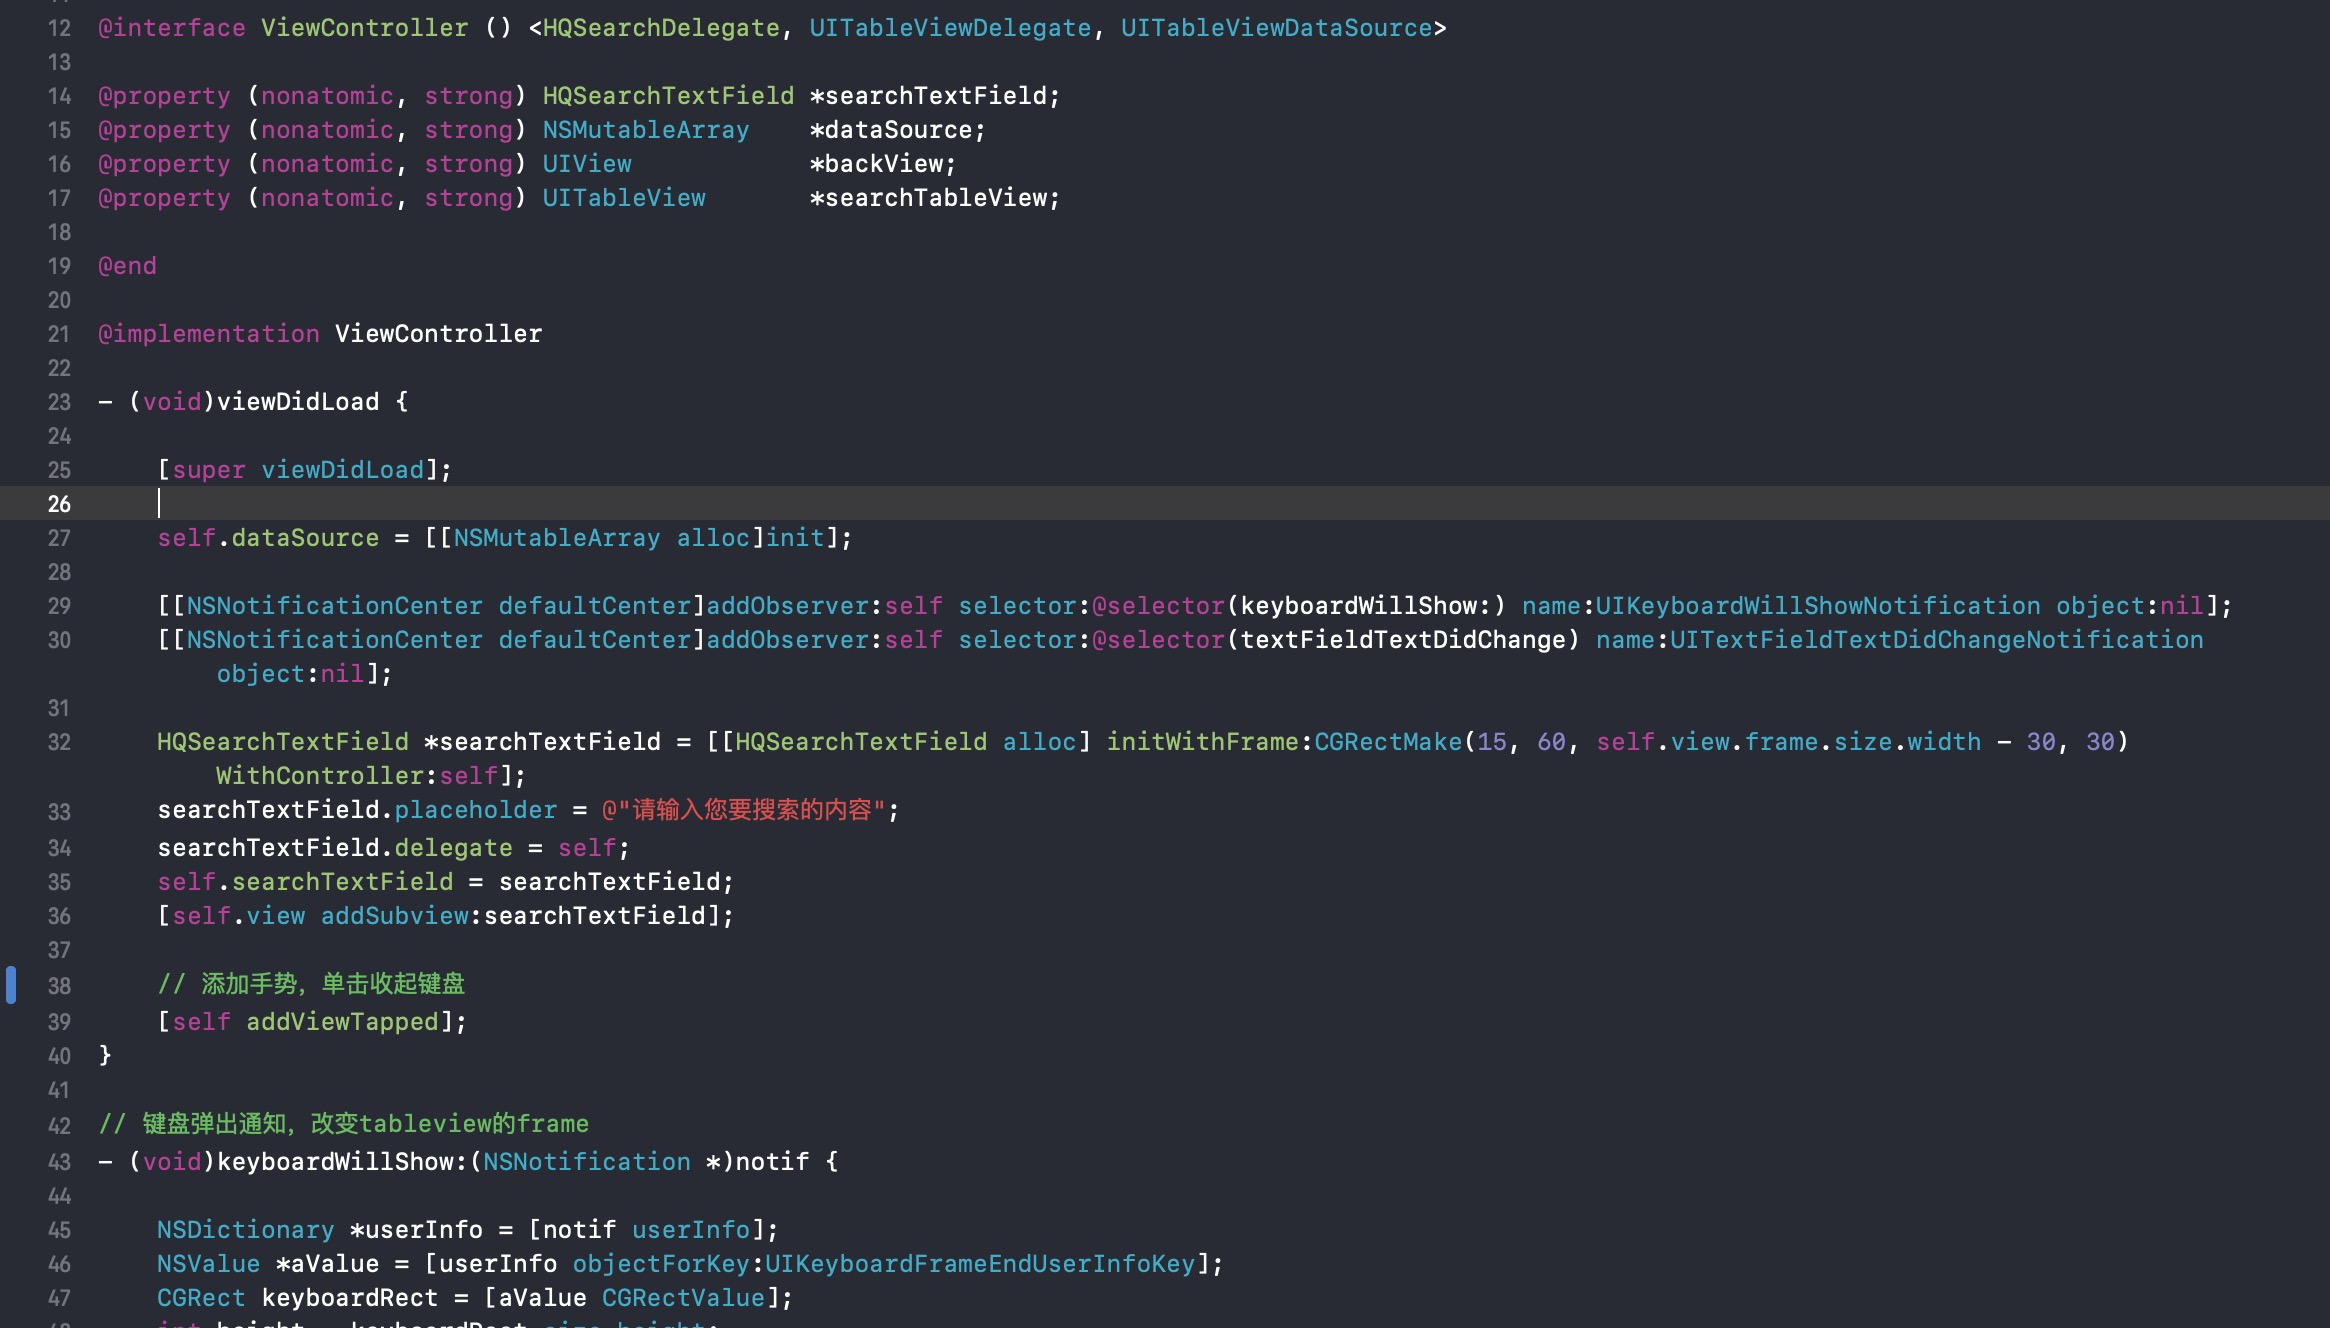 12 @interface ViewController () <HQSearchDelegate, UITableViewDelegate, UITableViewDataSource>
13
14 @property (nonatomic, strong) HQSearchTextField *searchTextField;
15 @property (nonatomic, strong) NSMutableArray    *dataSource;
16 @property (nonatomic, strong) UIView            *backView;
17 @property (nonatomic, strong) UITableView       *searchTableView;
18
19 @end
20
21 @implementation ViewController
22
23 - (void)viewDidLoad {
24
25     [super viewDidLoad];
26
27     self.dataSource = [[NSMutableArray alloc]init];
28
29     [[NSNotificationCenter defaultCenter]addObserver:self selector:@selector(keyboardWillShow:) name:UIKeyboardWillShowNotification object:nil];
30     [[NSNotificationCenter defaultCenter]addObserver:self selector:@selector(textFieldTextDidChange) name:UITextFieldTextDidChangeNotification
object:nil];
31
32     HQSearchTextField *searchTextField = [[HQSearchTextField alloc] initWithFrame:CGRectMake(15, 60, self.view.frame.size.width - 30, 30)
WithController:self];
33     searchTextField.placeholder = @"请输入您要搜索的内容";
34     searchTextField.delegate = self;
35     self.searchTextField = searchTextField;
36     [self.view addSubview:searchTextField];
37
38     // 添加手势，单击收起键盘
39     [self addViewTapped];
40 }
41
42 // 键盘弹出通知，改变tableview的frame
43 - (void)keyboardWillShow:(NSNotification *)notif {
44
45     NSDictionary *userInfo = [notif userInfo];
46     NSValue *aValue = [userInfo objectForKey:UIKeyboardFrameEndUserInfoKey];
47     CGRect keyboardRect = [aValue CGRectValue];